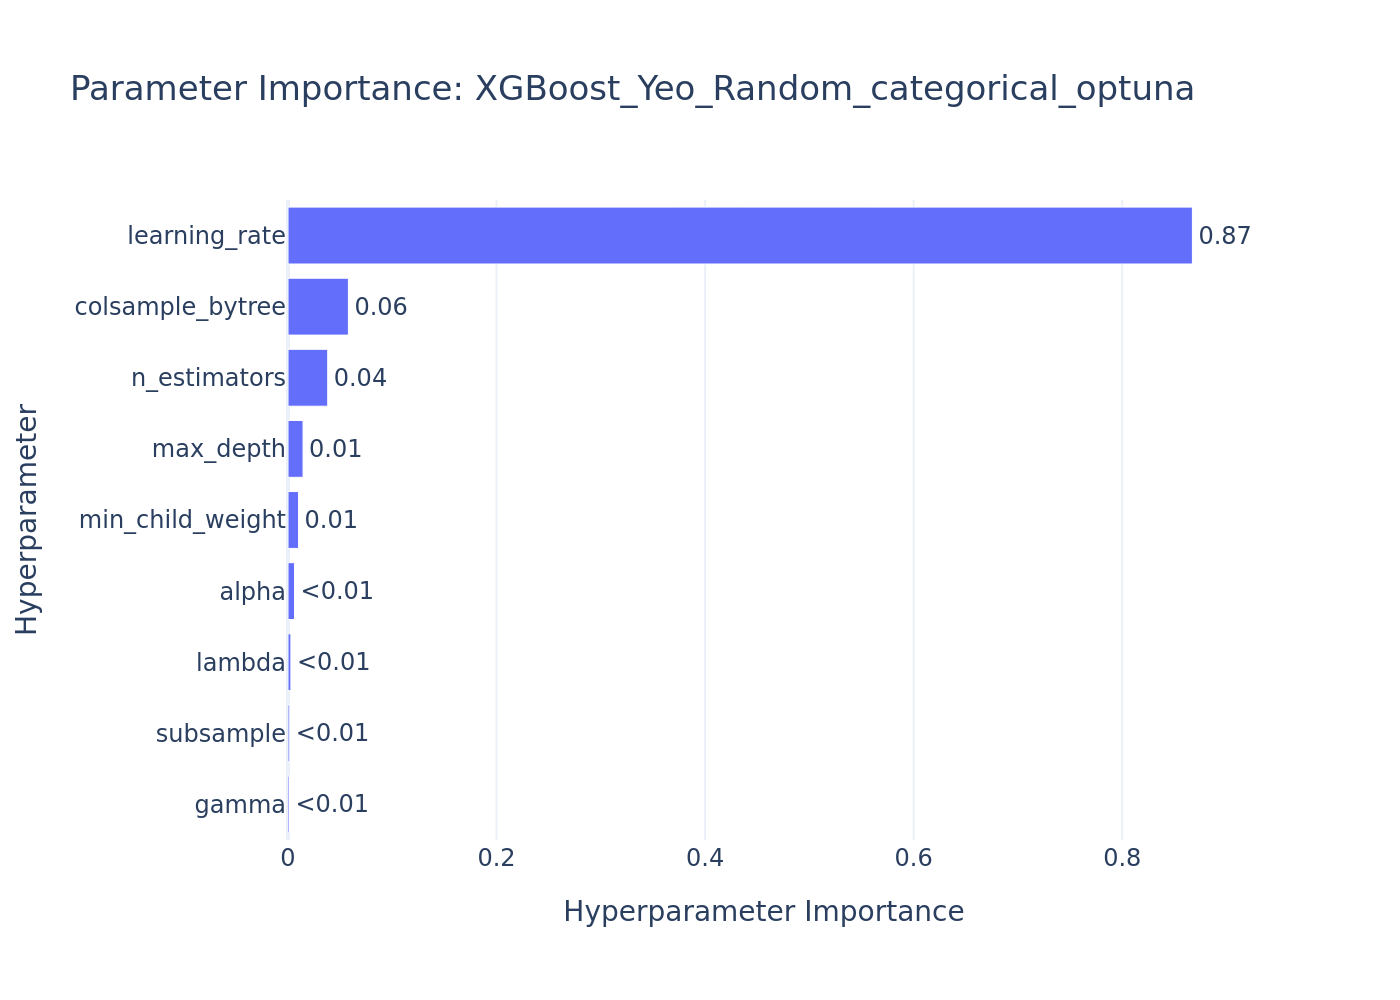 Parameter Importance: XGBoost_Yeo_Random_categorical_optuna
Hyperparameter
learning_rate 0.87
colsample_bytree 0.06
n_estimators 0.04
max_depth 0.01
min_child_weight 0.01
alpha <0.01
lambda <0.01
subsample <0.01
gamma <0.01
0 0.2 0.4 0.6 0.8
Hyperparameter Importance